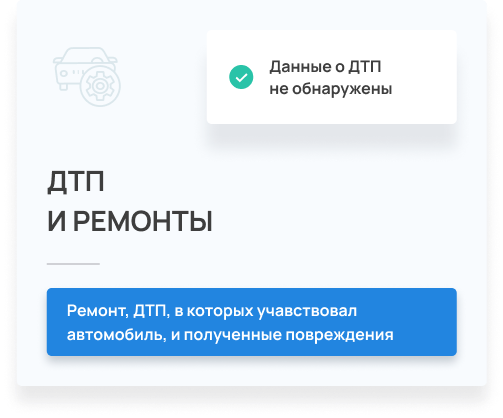 Данные о ДТП
не обнаружены
ДТП
И РЕМОНТЫ
Ремонт, ДТП, в которых учавствовал
автомобиль, и полученные повреждения